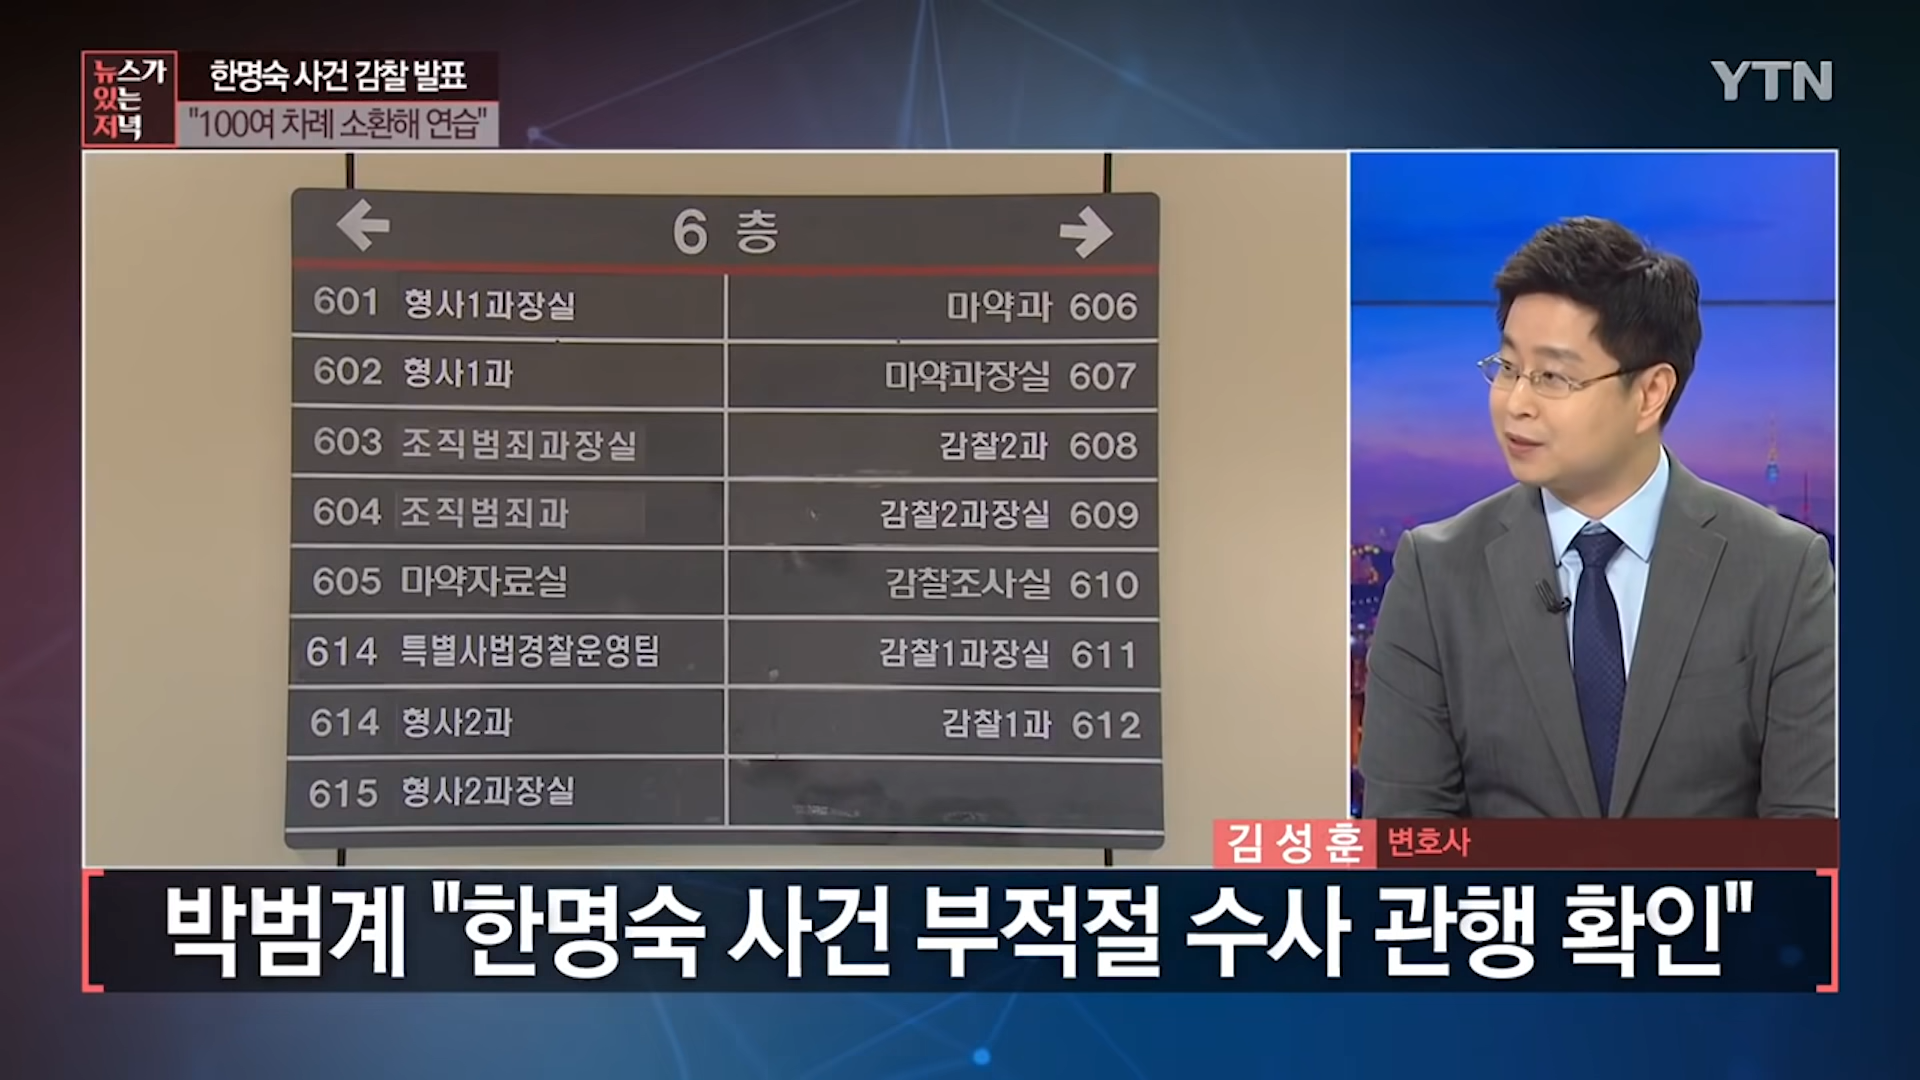 뉴스가
있는
저녁
한명숙 사건 감찰 발표
"100여 차례 소환해 연습"
YTN
6 층
601 형사1과장실
마약과 606
602 형사1과
마약과장실 607
603 조직범죄과장실
감찰2과 608
604 조직범죄과
감찰2과장실 609
605 마약자료실
감찰조사실 610
614 특별사법경찰운영팀
감찰1과장실 611
614 형사2과
감찰1과 612
615 형사2과장실
김성훈 변호사
박범계 "한명숙 사건 부적절 수사 관행 확인"